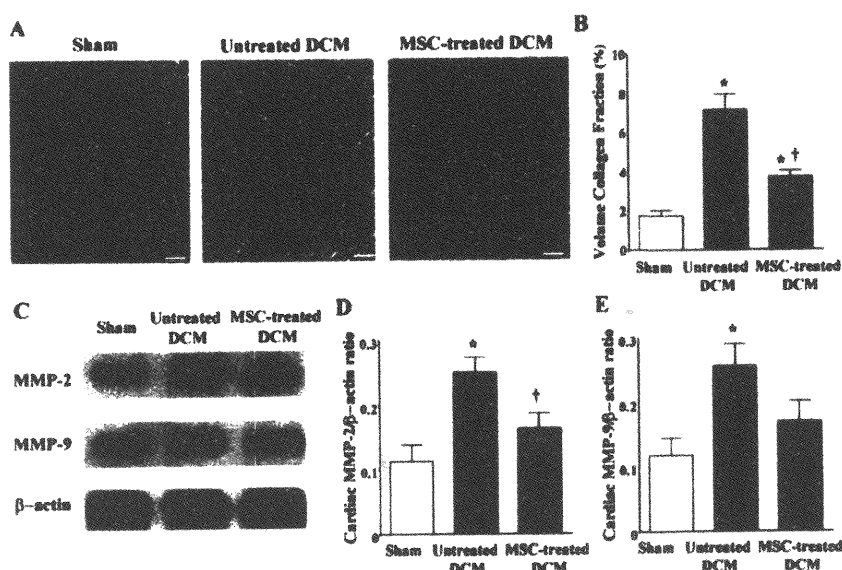 A
Sham
Untreated DCM
MSC-treated DCM
B
Volume Collagen Fraction (%)
10
8
6
4
2
0
*
* †
Sham
Untreated DCM
MSC-treated DCM
C
Sham
Untreated DCM
MSC-treated DCM
MMP-2
MMP-9
β-actin
D
Cardiac MMP-2/β-actin ratio
0.3
0.2
0.1
0
*
†
Sham
Untreated DCM
MSC-treated DCM
E
Cardiac MMP-9/β-actin ratio
0.3
0.2
0.1
0
*
Sham
Untreated DCM
MSC-treated DCM